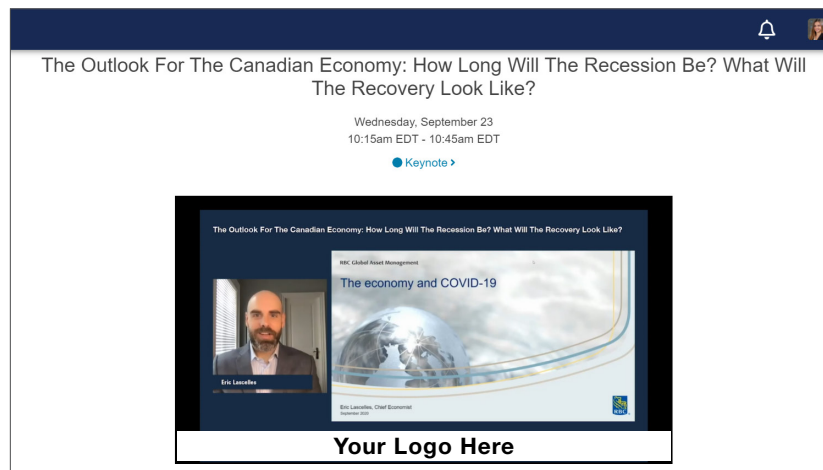 The Outlook For The Canadian Economy: How Long Will The Recession Be? What Will
The Recovery Look Like?
Wednesday, September 23
10:15am EDT - 10:45am EDT
Keynote
The Outlook For The Canadian Economy: How Long Will The Recession Be? What Will The Recovery Look Like?
RBC Global Asset Management
The economy and COVID-19
Eric Lascelles
Eric Lascelles, Chief Economist
September 2020
RBC
Your Logo Here